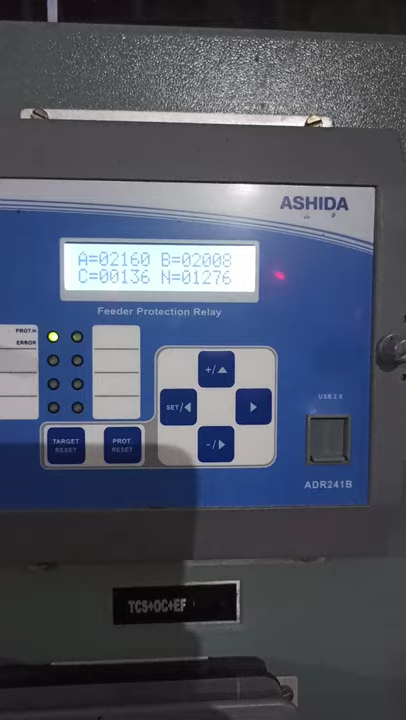 ASHIDA
A=02160 B=02008
C=00136 N=01276
Feeder Protection Relay
PROT.H
ERROR
+/▲
SET/◀
▶
-/▶
USB 2.0
TARGET
RESET
PROT
RESET
ADR241B
TCS+OC+EF